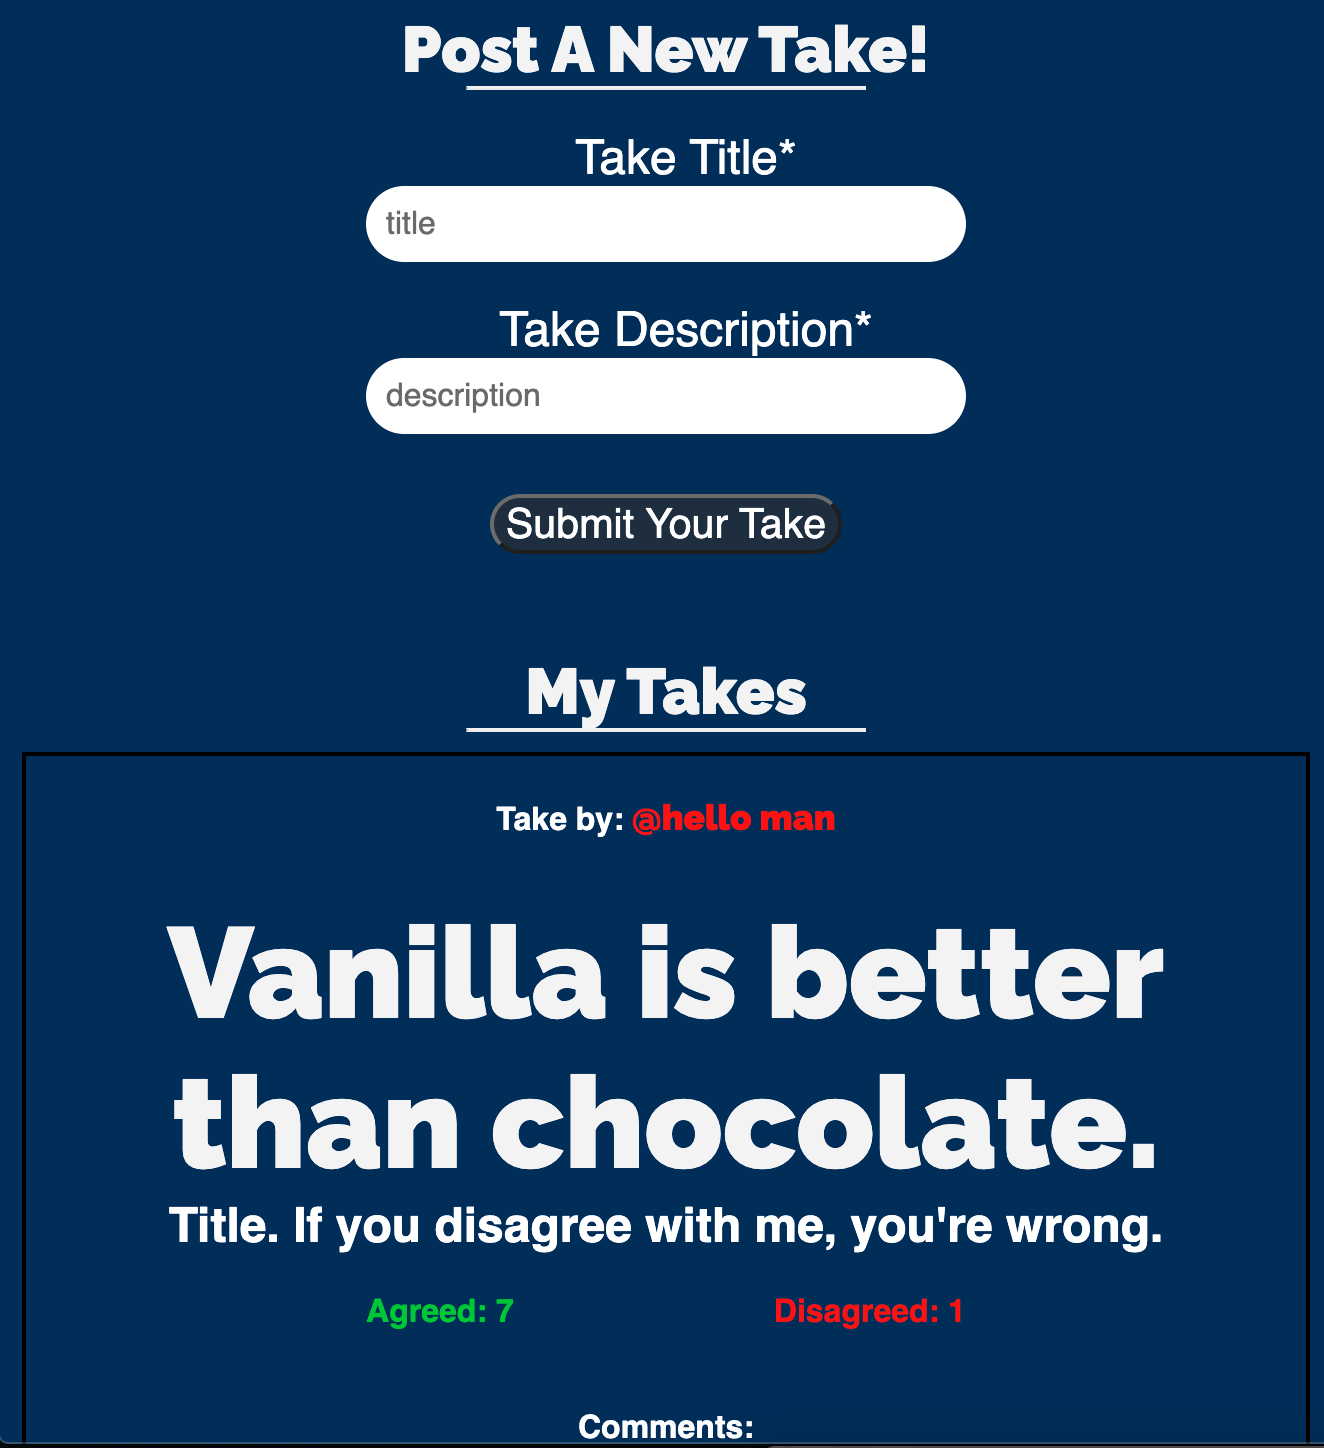 Post A New Take!
Take Title*
title
Take Description*
description
Submit Your Take
My Takes
Take by: @hello man
Vanilla is better
than chocolate.
Title. If you disagree with me, you're wrong.
Agreed: 7 Disagreed: 1
Comments: